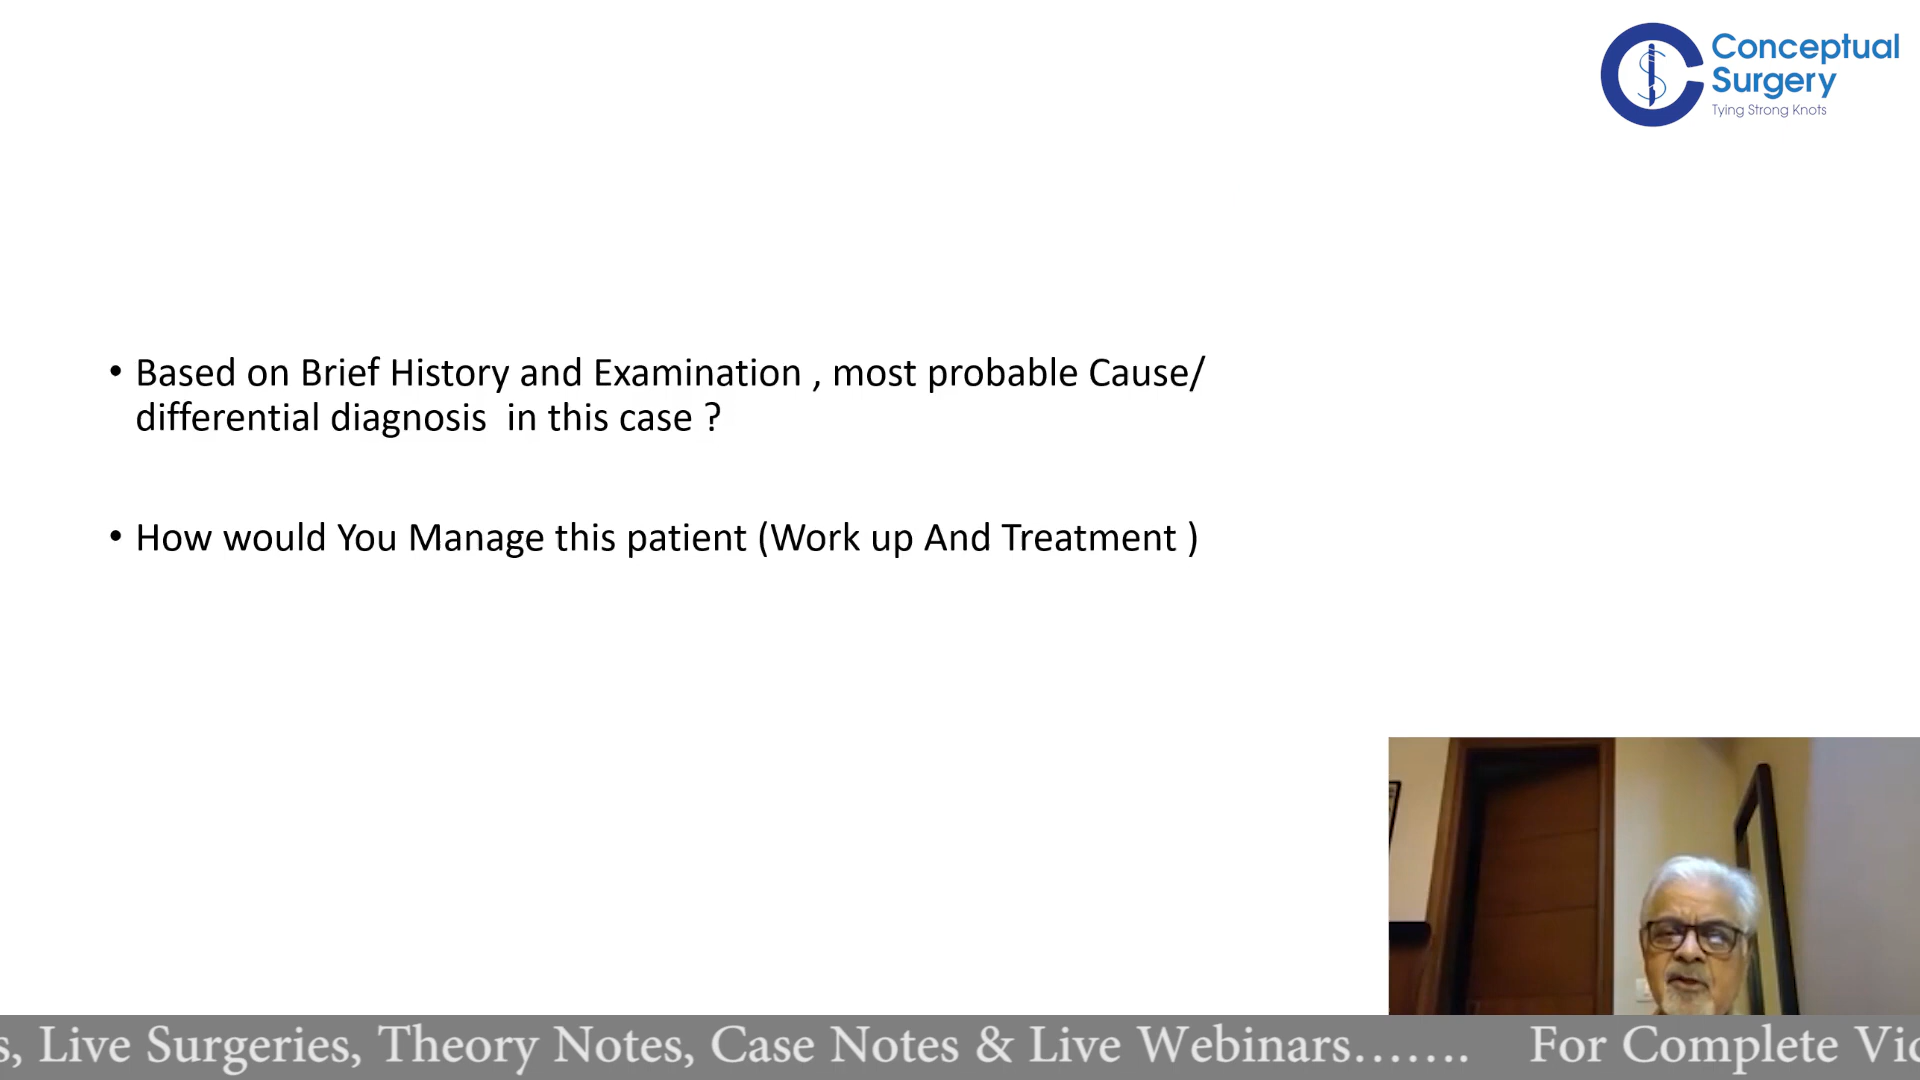 Conceptual
Surgery
Tying Strong Knots
• Based on Brief History and Examination , most probable Cause/
differential diagnosis  in this case ?
• How would You Manage this patient (Work up And Treatment )
s, Live Surgeries, Theory Notes, Case Notes & Live Webinars....... For Complete Vi